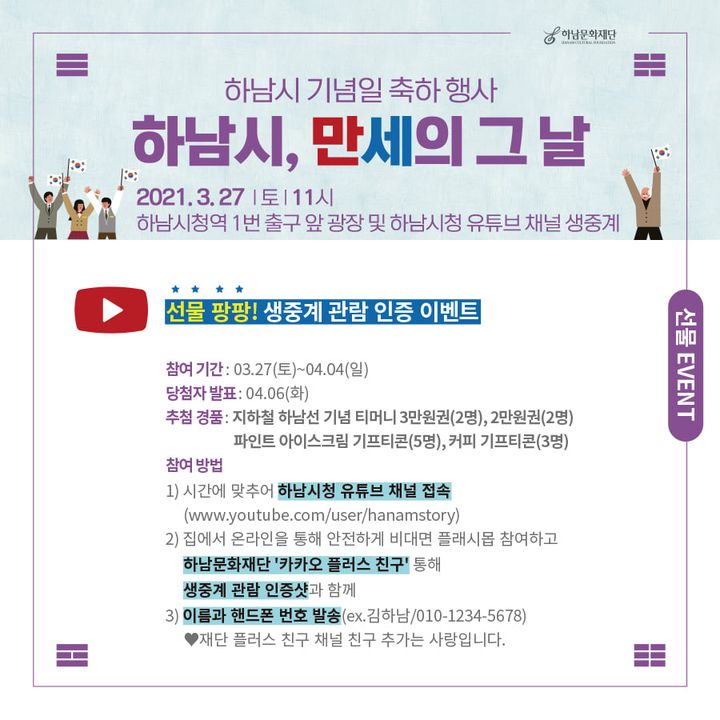 하남문화재단
HANAM CULTURAL FOUNDATION
하남시 기념일 축하 행사
하남시, 만세의 그 날
2021. 3. 27 | 토 | 11시
하남시청역 1번 출구 앞 광장 및 하남시청 유튜브 채널 생중계
선물 팡팡! 생중계 관람 인증 이벤트
선물 EVENT
참여 기간 : 03.27(토)~04.04(일)
당첨자 발표 : 04.06(화)
추첨 경품 : 지하철 하남선 기념 티머니 3만원권(2명), 2만원권(2명)
파인트 아이스크림 기프티콘(5명), 커피 기프티콘(3명)
참여 방법
1) 시간에 맞추어 하남시청 유튜브 채널 접속
(www.youtube.com/user/hanamstory)
2) 집에서 온라인을 통해 안전하게 비대면 플래시몹 참여하고
하남문화재단 '카카오 플러스 친구' 통해
생중계 관람 인증샷과 함께
3) 이름과 핸드폰 번호 발송(ex.김하남/010-1234-5678)
♥재단 플러스 친구 채널 친구 추가는 사랑입니다.